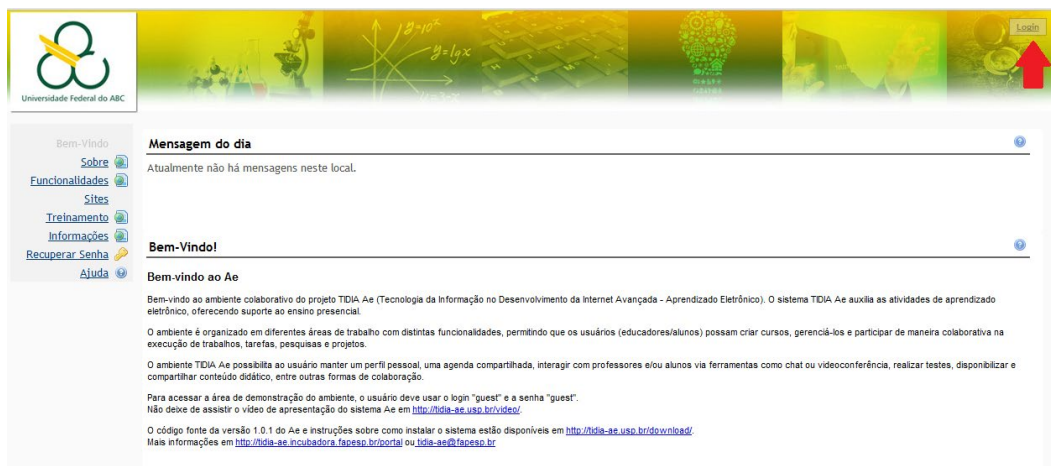 y=10ˣ
y=lgx
Login
Universidade Federal do ABC
Bem-Vindo
Sobre
Funcionalidades
Sites
Treinamento
Informações
Recuperar Senha
Ajuda
Mensagem do dia
Atualmente não há mensagens neste local.
Bem-Vindo!
Bem-vindo ao Ae
Bem-vindo ao ambiente colaborativo do projeto TIDIA Ae (Tecnologia da Informação no Desenvolvimento da Internet Avançada - Aprendizado Eletrônico). O sistema TIDIA Ae auxilia as atividades de aprendizado
eletrônico, oferecendo suporte ao ensino presencial.
O ambiente é organizado em diferentes áreas de trabalho com distintas funcionalidades, permitindo que os usuários (educadores/alunos) possam criar cursos, gerenciá-los e participar de maneira colaborativa na
execução de trabalhos, tarefas, pesquisas e projetos.
O ambiente TIDIA Ae possibilita ao usuário manter um perfil pessoal, uma agenda compartilhada, interagir com professores e/ou alunos via ferramentas como chat ou videoconferência, realizar testes, disponibilizar e
compartilhar conteúdo didático, entre outras formas de colaboração.
Para acessar a área de demonstração do ambiente, o usuário deve usar o login "guest" e a senha "guest".
Não deixe de assistir o vídeo de apresentação do sistema Ae em http://tidia-ae.usp.br/video/.
O código fonte da versão 1.0.1 do Ae e instruções sobre como instalar o sistema estão disponíveis em http://tidia-ae.usp.br/download/.
Mais informações em http://tidia-ae.incubadora.fapesp.br/portal ou tidia-ae@fapesp.br